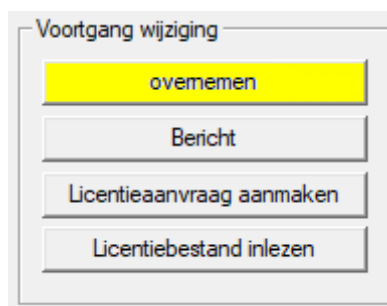 Voortgang wijziging
overnemen
Bericht
Licentieaanvraag aanmaken
Licentiebestand inlezen